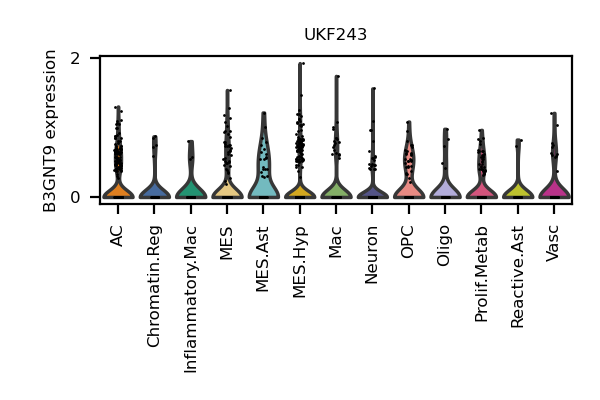 UKF243
B3GNT9 expression
2
0
AC
Chromatin.Reg
Inflammatory.Mac
MES
MES.Ast
MES.Hyp
Mac
Neuron
OPC
Oligo
Prolif.Metab
Reactive.Ast
Vasc